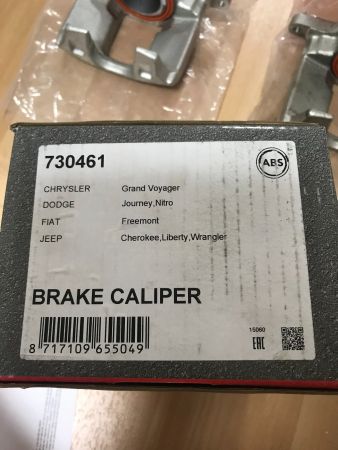 730461
ABS
CHRYSLER Grand Voyager
DODGE Journey,Nitro
FIAT Freemont
JEEP Cherokee,Liberty,Wrangler
BRAKE CALIPER
15060
8 717109 655049
EAC